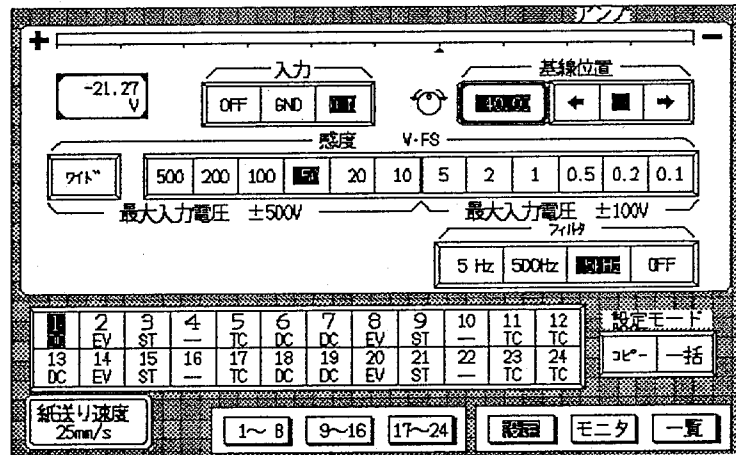 アンプ
+ −
-21.27
V
入力
OFF GND
基線位置
← ■ →
感度 V・FS
ワイド 500 200 100 50 20 10 5 2 1 0.5 0.2 0.1
最大入力電圧 ±500V 最大入力電圧 ±100V
フィルタ
5 Hz 500Hz OFF
1 2 3 4 5 6 7 8 9 10 11 12
EV ST — TC DC DC EV ST — TC TC
13 14 15 16 17 18 19 20 21 22 23 24
DC EV ST — TC DC DC EV ST — TC TC
設定モード
コピー 一括
紙送り速度
25mm/s
1〜 8 9〜16 17〜24 設定 モニタ 一覧